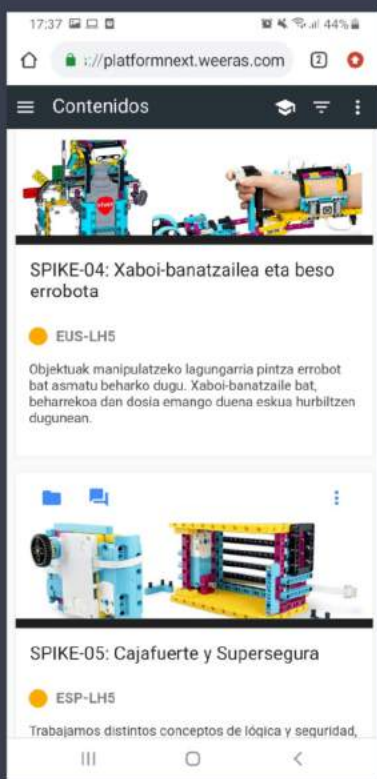 17:37
44%
://platformnext.weeras.com
2
Contenidos
SPIKE-04: Xaboi-banatzailea eta beso
errobota
EUS-LH5
Objektuak manipulatzeko lagungarria pintza errobot
bat asmatu beharko dugu. Xaboi-banatzaile bat,
beharrekoa dan dosia emango duena eskua hurbiltzen
dugunean.
SPIKE-05: Cajafuerte y Supersegura
ESP-LH5
Trabajamos distintos conceptos de lógica y seguridad,